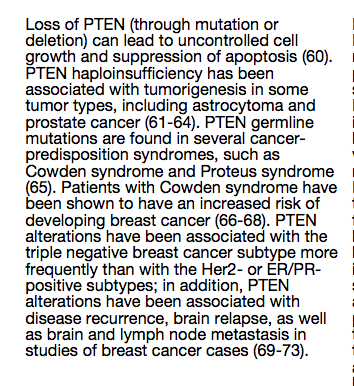 Loss of PTEN (through mutation or
deletion) can lead to uncontrolled cell
growth and suppression of apoptosis (60).
PTEN haploinsufficiency has been
associated with tumorigenesis in some
tumor types, including astrocytoma and
prostate cancer (61-64). PTEN germline
mutations are found in several cancer-
predisposition syndromes, such as
Cowden syndrome and Proteus syndrome
(65). Patients with Cowden syndrome have
been shown to have an increased risk of
developing breast cancer (66-68). PTEN
alterations have been associated with the
triple negative breast cancer subtype more
frequently than with the Her2- or ER/PR-
positive subtypes; in addition, PTEN
alterations have been associated with
disease recurrence, brain relapse, as well
as brain and lymph node metastasis in
studies of breast cancer cases (69-73).